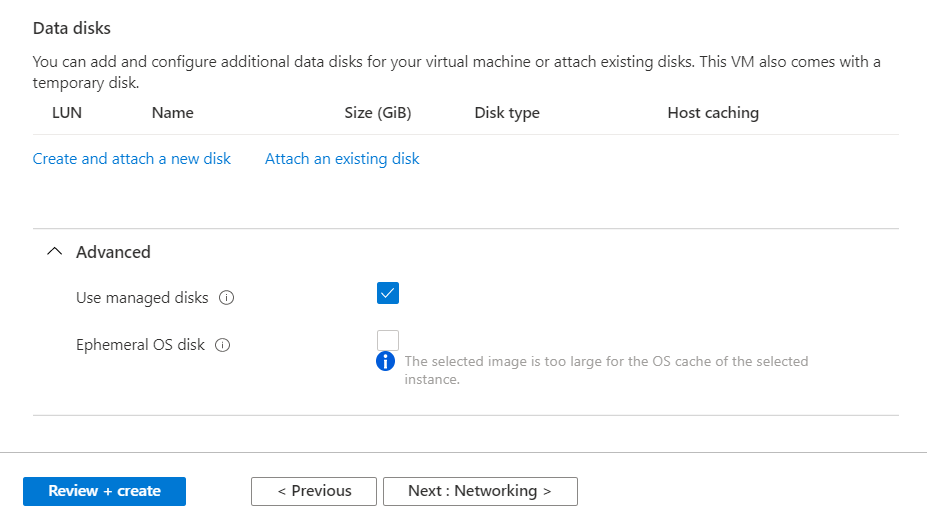 Data disks
You can add and configure additional data disks for your virtual machine or attach existing disks. This VM also comes with a
temporary disk.
LUN Name Size (GiB) Disk type Host caching
Create and attach a new disk Attach an existing disk
Advanced
Use managed disks
Ephemeral OS disk
The selected image is too large for the OS cache of the selected
instance.
Review + create < Previous Next : Networking >